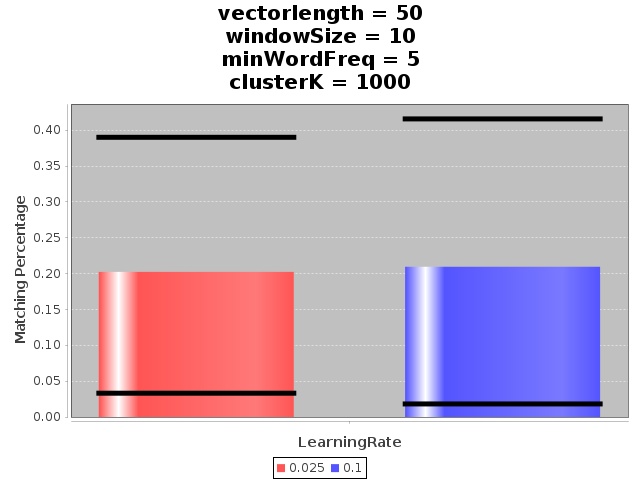 vectorlength = 50
windowSize = 10
minWordFreq = 5
clusterK = 1000
0.40
0.35
0.30
0.25
0.20
0.15
0.10
0.05
0.00
Matching Percentage
LearningRate
0.025 0.1